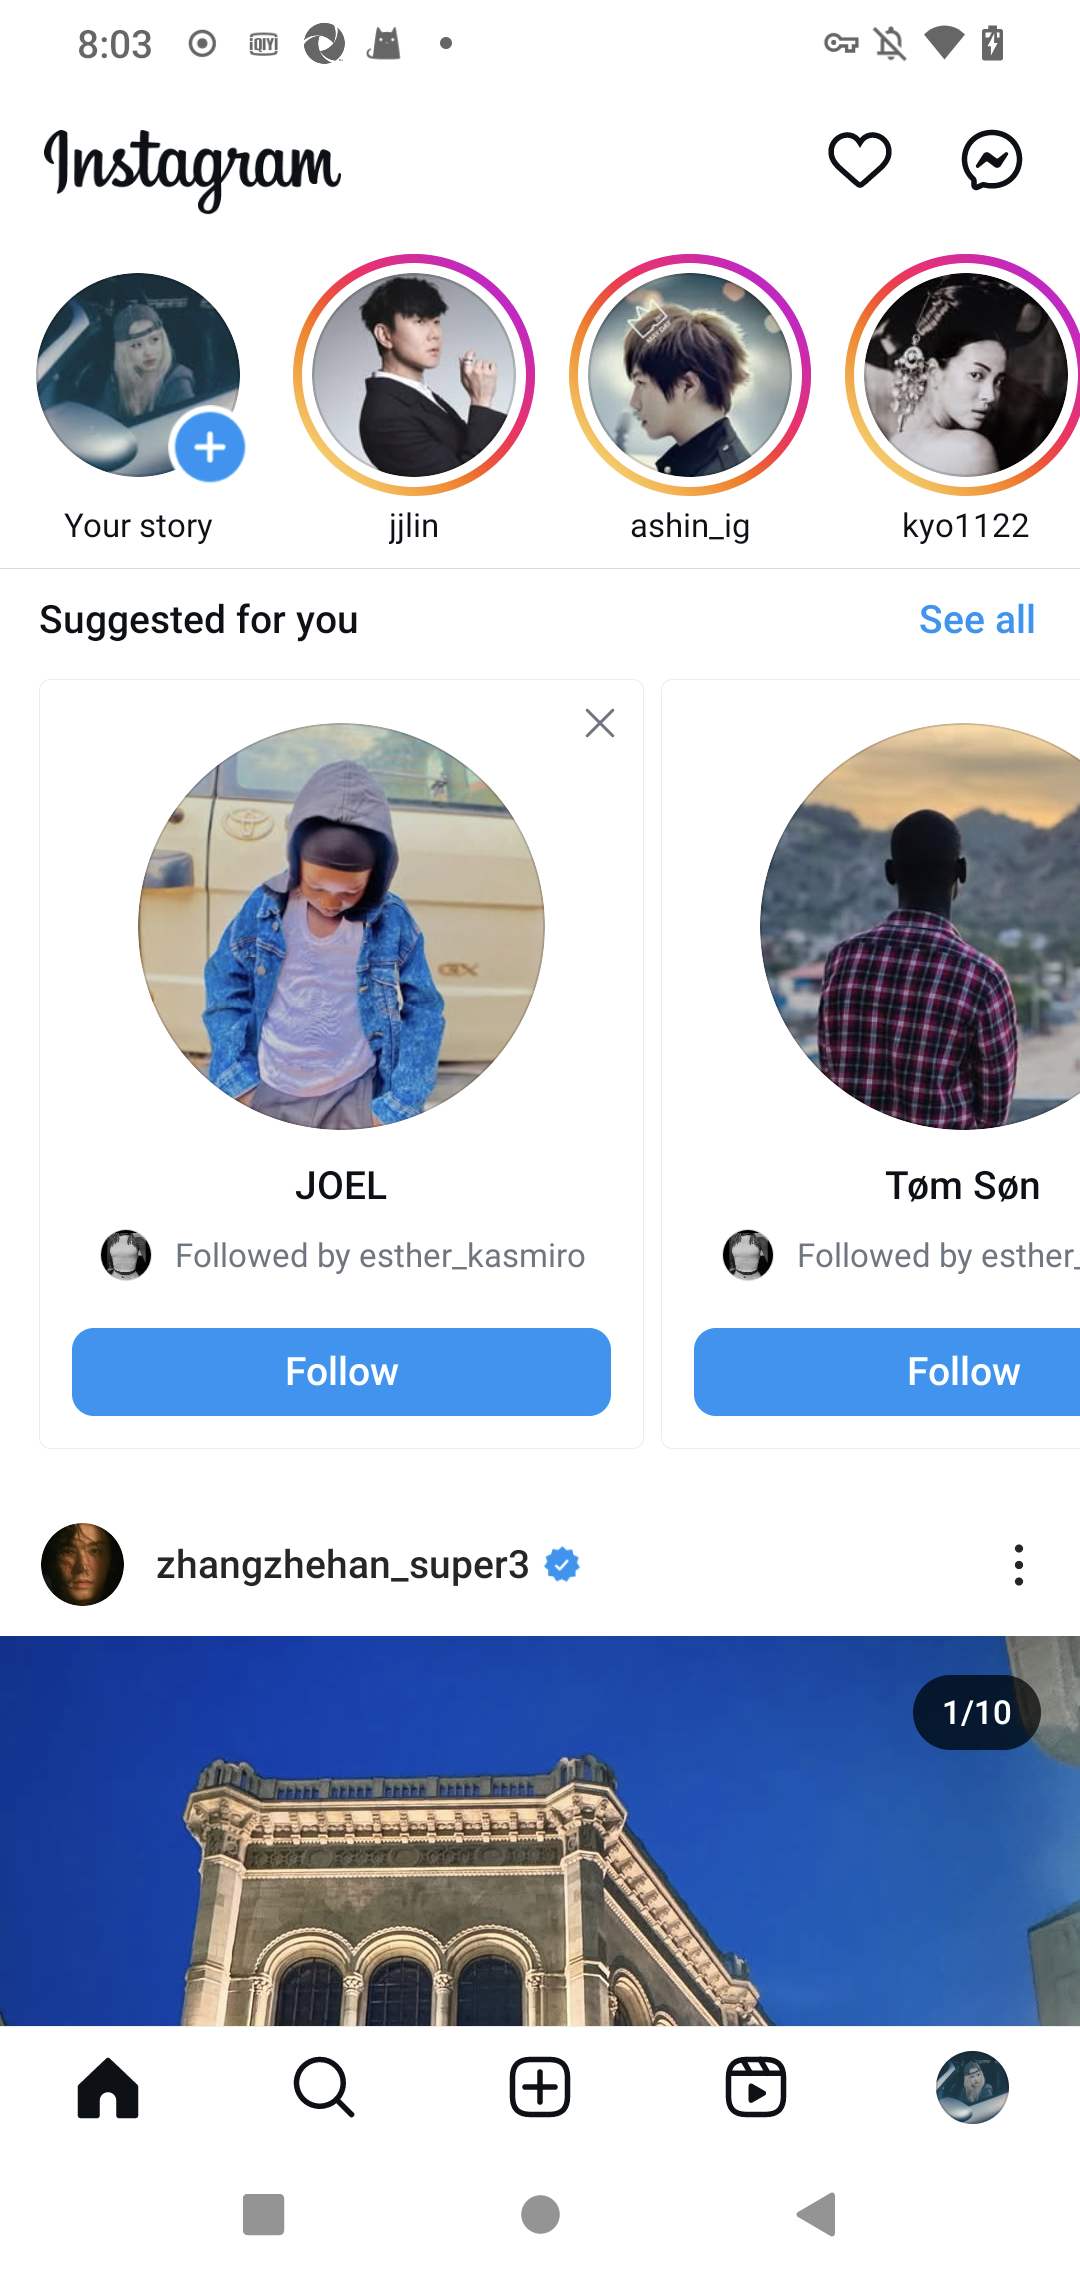 8:03
iQIYI
Instagram
Your story
jjlin
ashin_ig
kyo1122
Suggested for you
See all
GX
JOEL
Tøm Søn
Followed by esther_kasmiro
Followed by esther_
Follow
Follow
zhangzhehan_super3
1/10